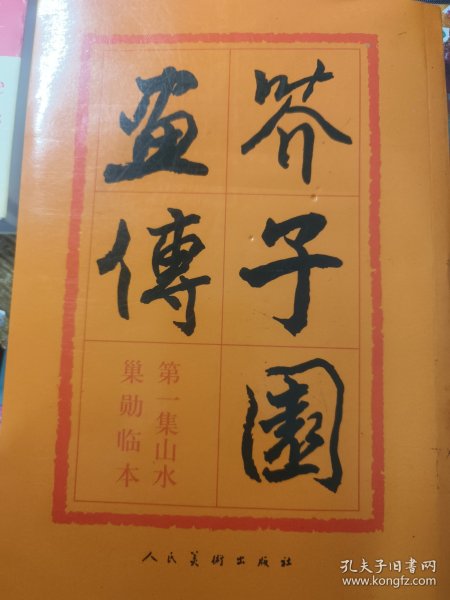 芥子園
畫傳
第一集山水
巢勋临本
人民美術出版社
孔夫子旧书网
www.kongfz.com